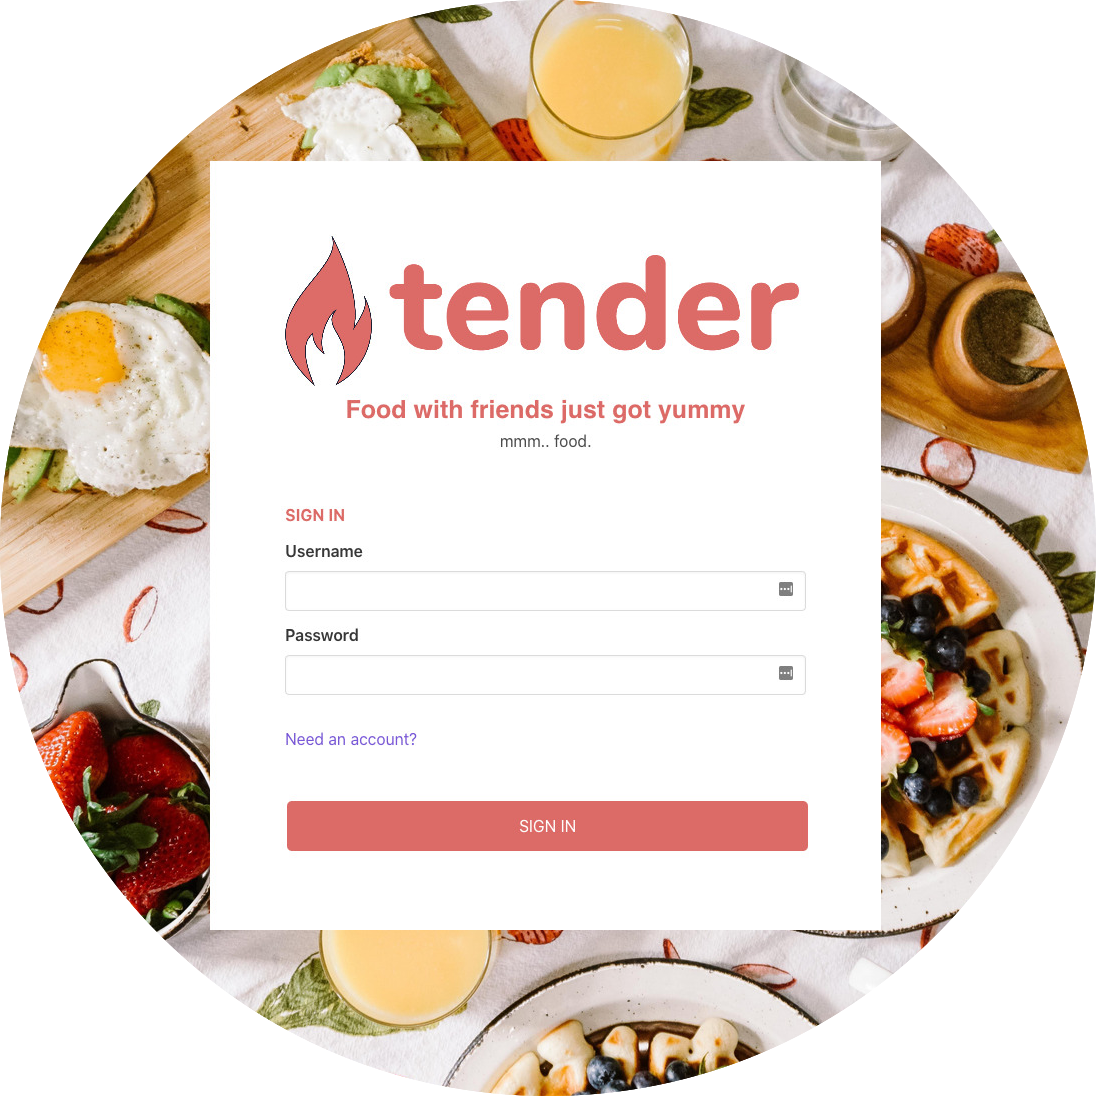 tender
Food with friends just got yummy
mmm.. food.
SIGN IN
Username
Password
Need an account?
SIGN IN